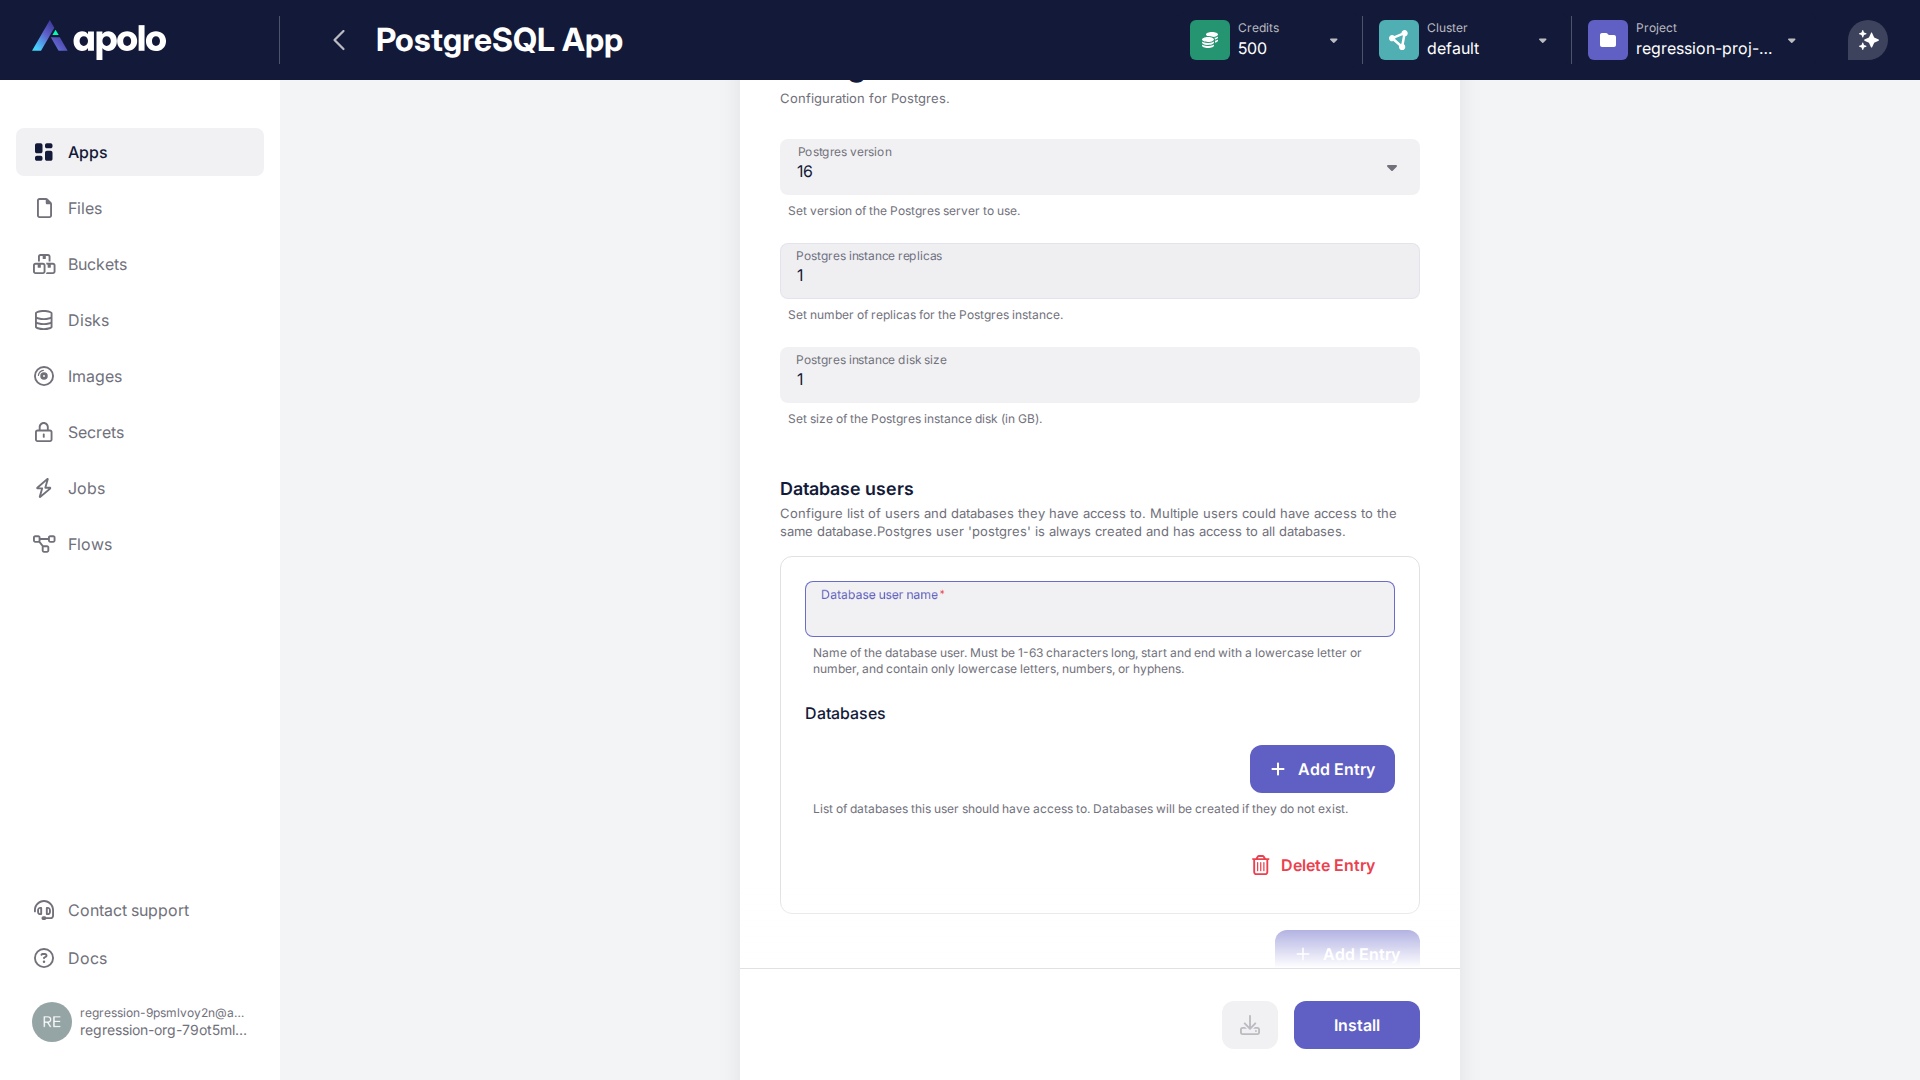 apolo
PostgreSQL App
Credits
500
Cluster
default
Project
regression-proj-...
Apps
Files
Buckets
Disks
Images
Secrets
Jobs
Flows
Contact support
Docs
RE
regression-9psmlvoy2n@a...
regression-org-79ot5ml...
Configuration for Postgres.
Postgres version
16
Set version of the Postgres server to use.
Postgres instance replicas
1
Set number of replicas for the Postgres instance.
Postgres instance disk size
1
Set size of the Postgres instance disk (in GB).
Database users
Configure list of users and databases they have access to. Multiple users could have access to the
same database.Postgres user 'postgres' is always created and has access to all databases.
Database user name*
Name of the database user. Must be 1-63 characters long, start and end with a lowercase letter or
number, and contain only lowercase letters, numbers, or hyphens.
Databases
Add Entry
List of databases this user should have access to. Databases will be created if they do not exist.
Delete Entry
Add Entry
Install